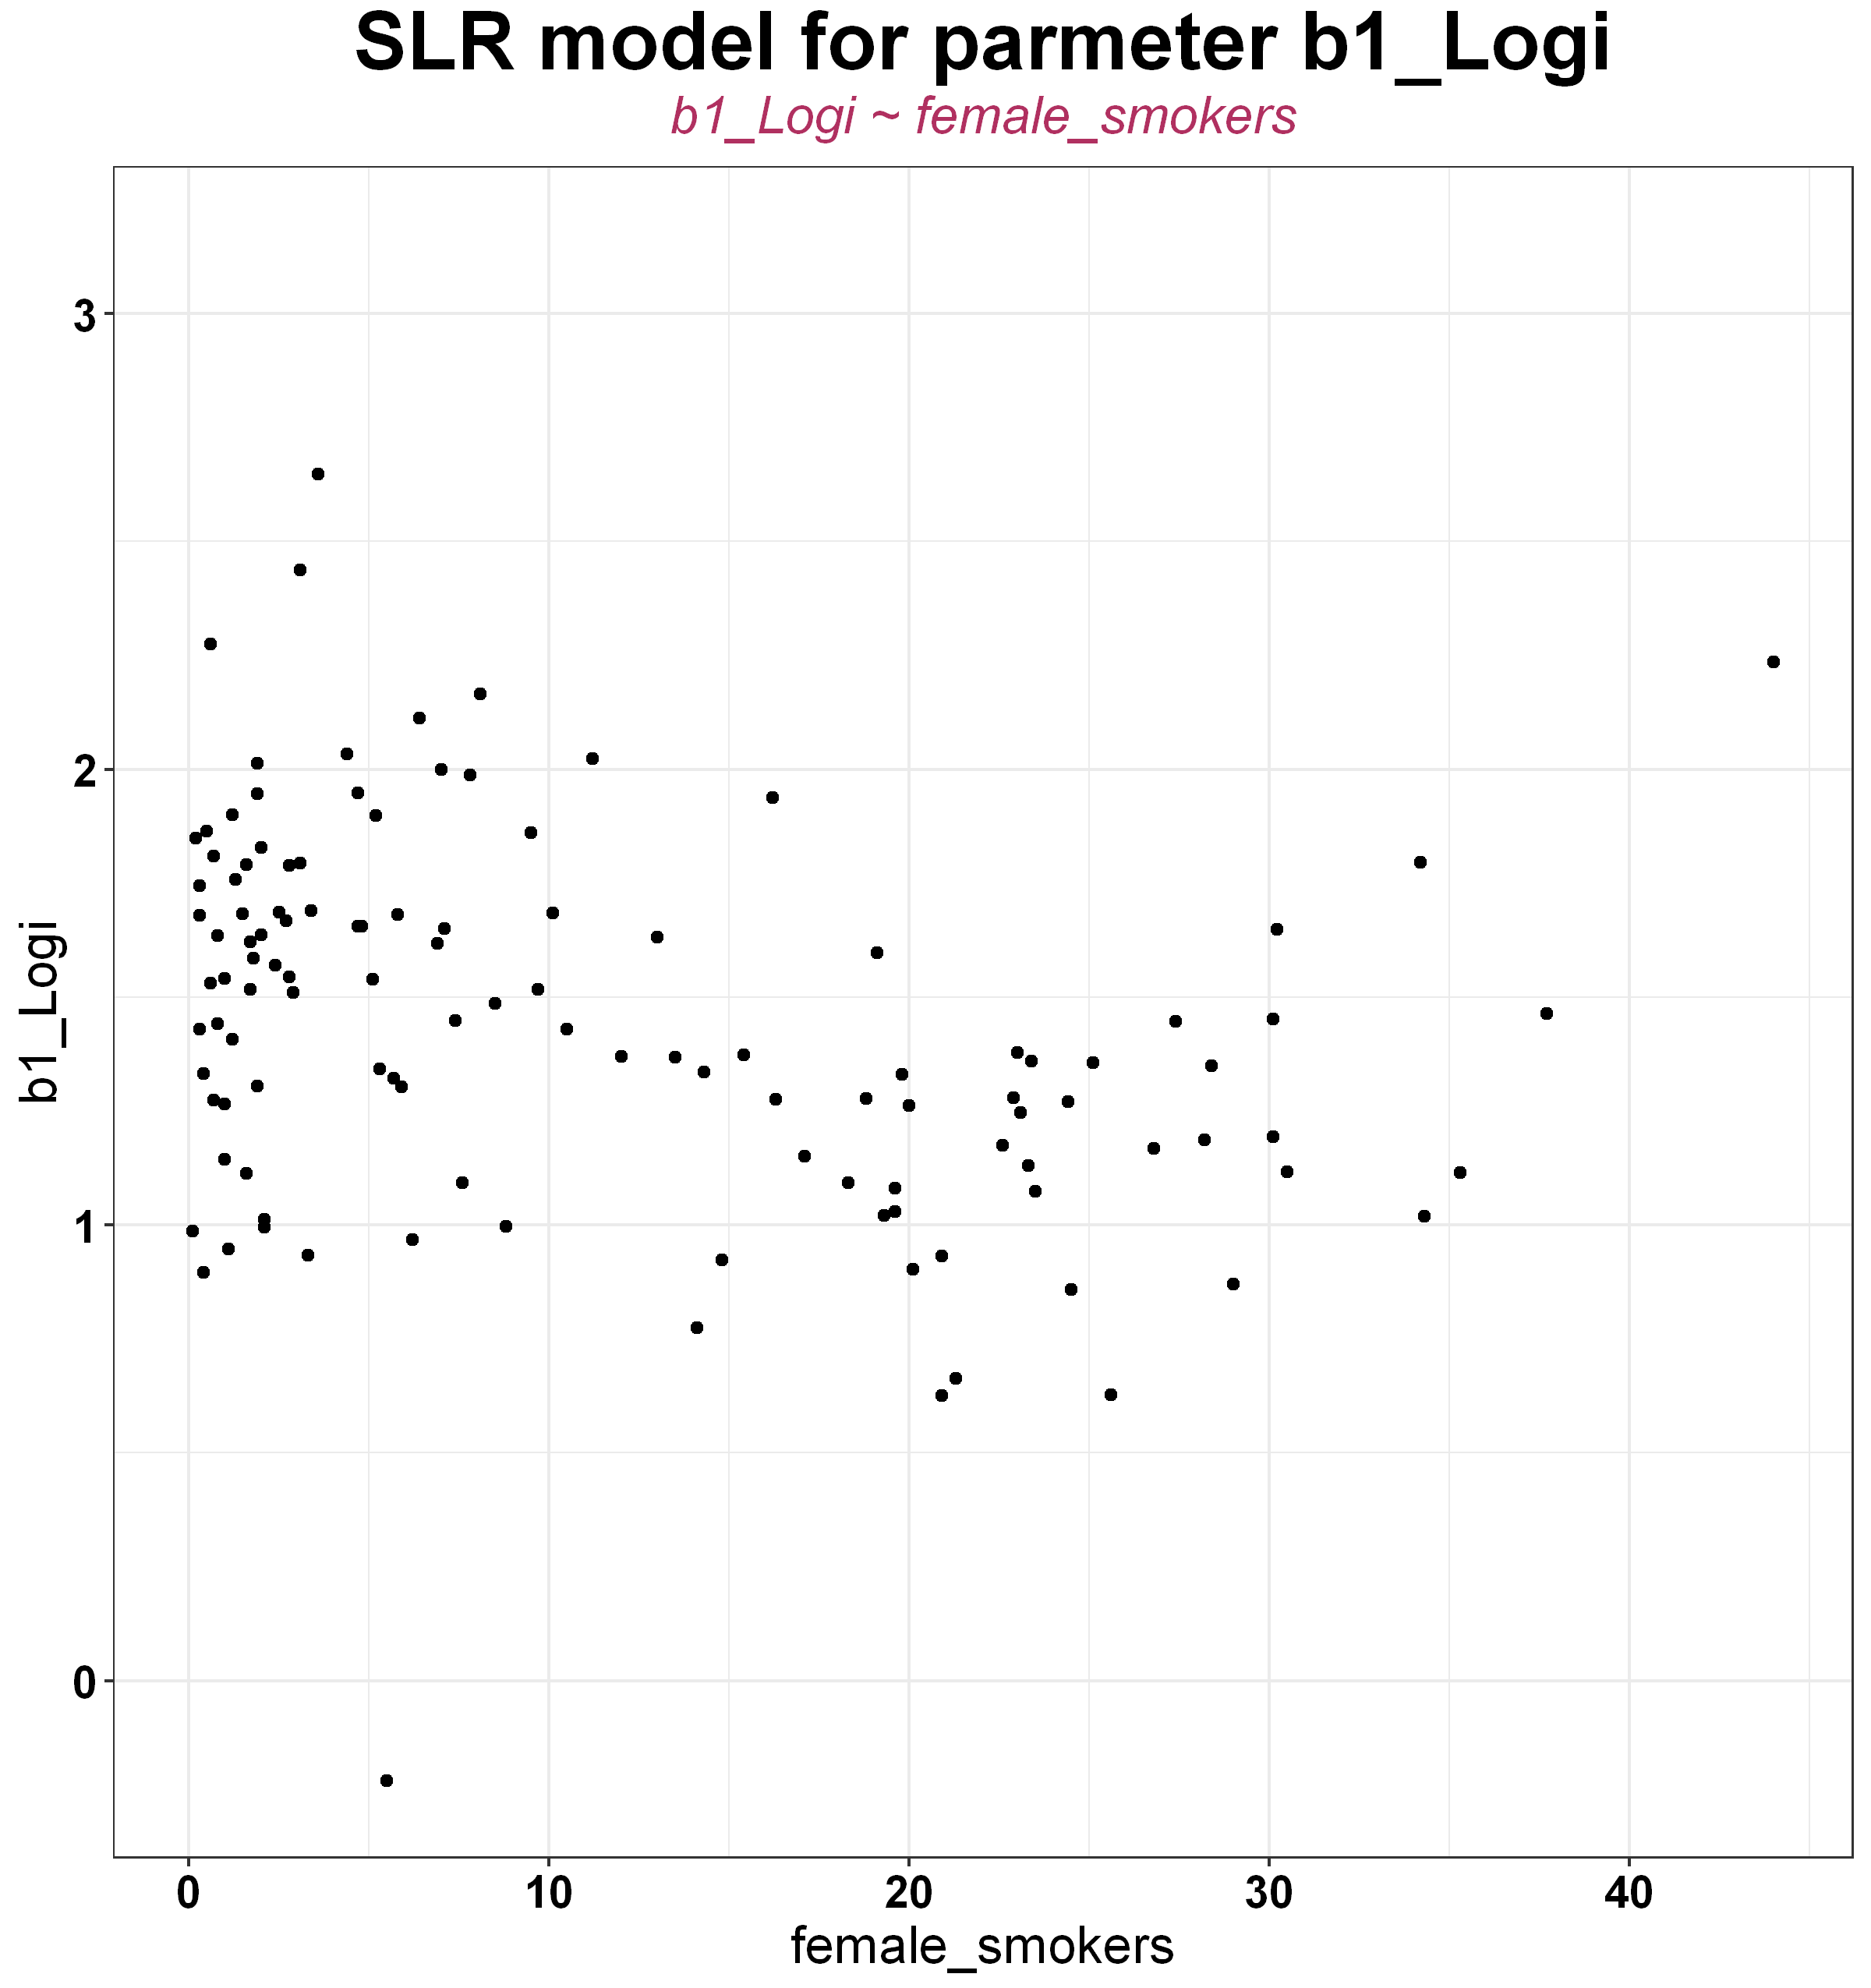 SLR model for parmeter b1_Logi
b1_Logi ~ female_smokers
3
2
1
0
b1_Logi
0 10 20 30 40
female_smokers